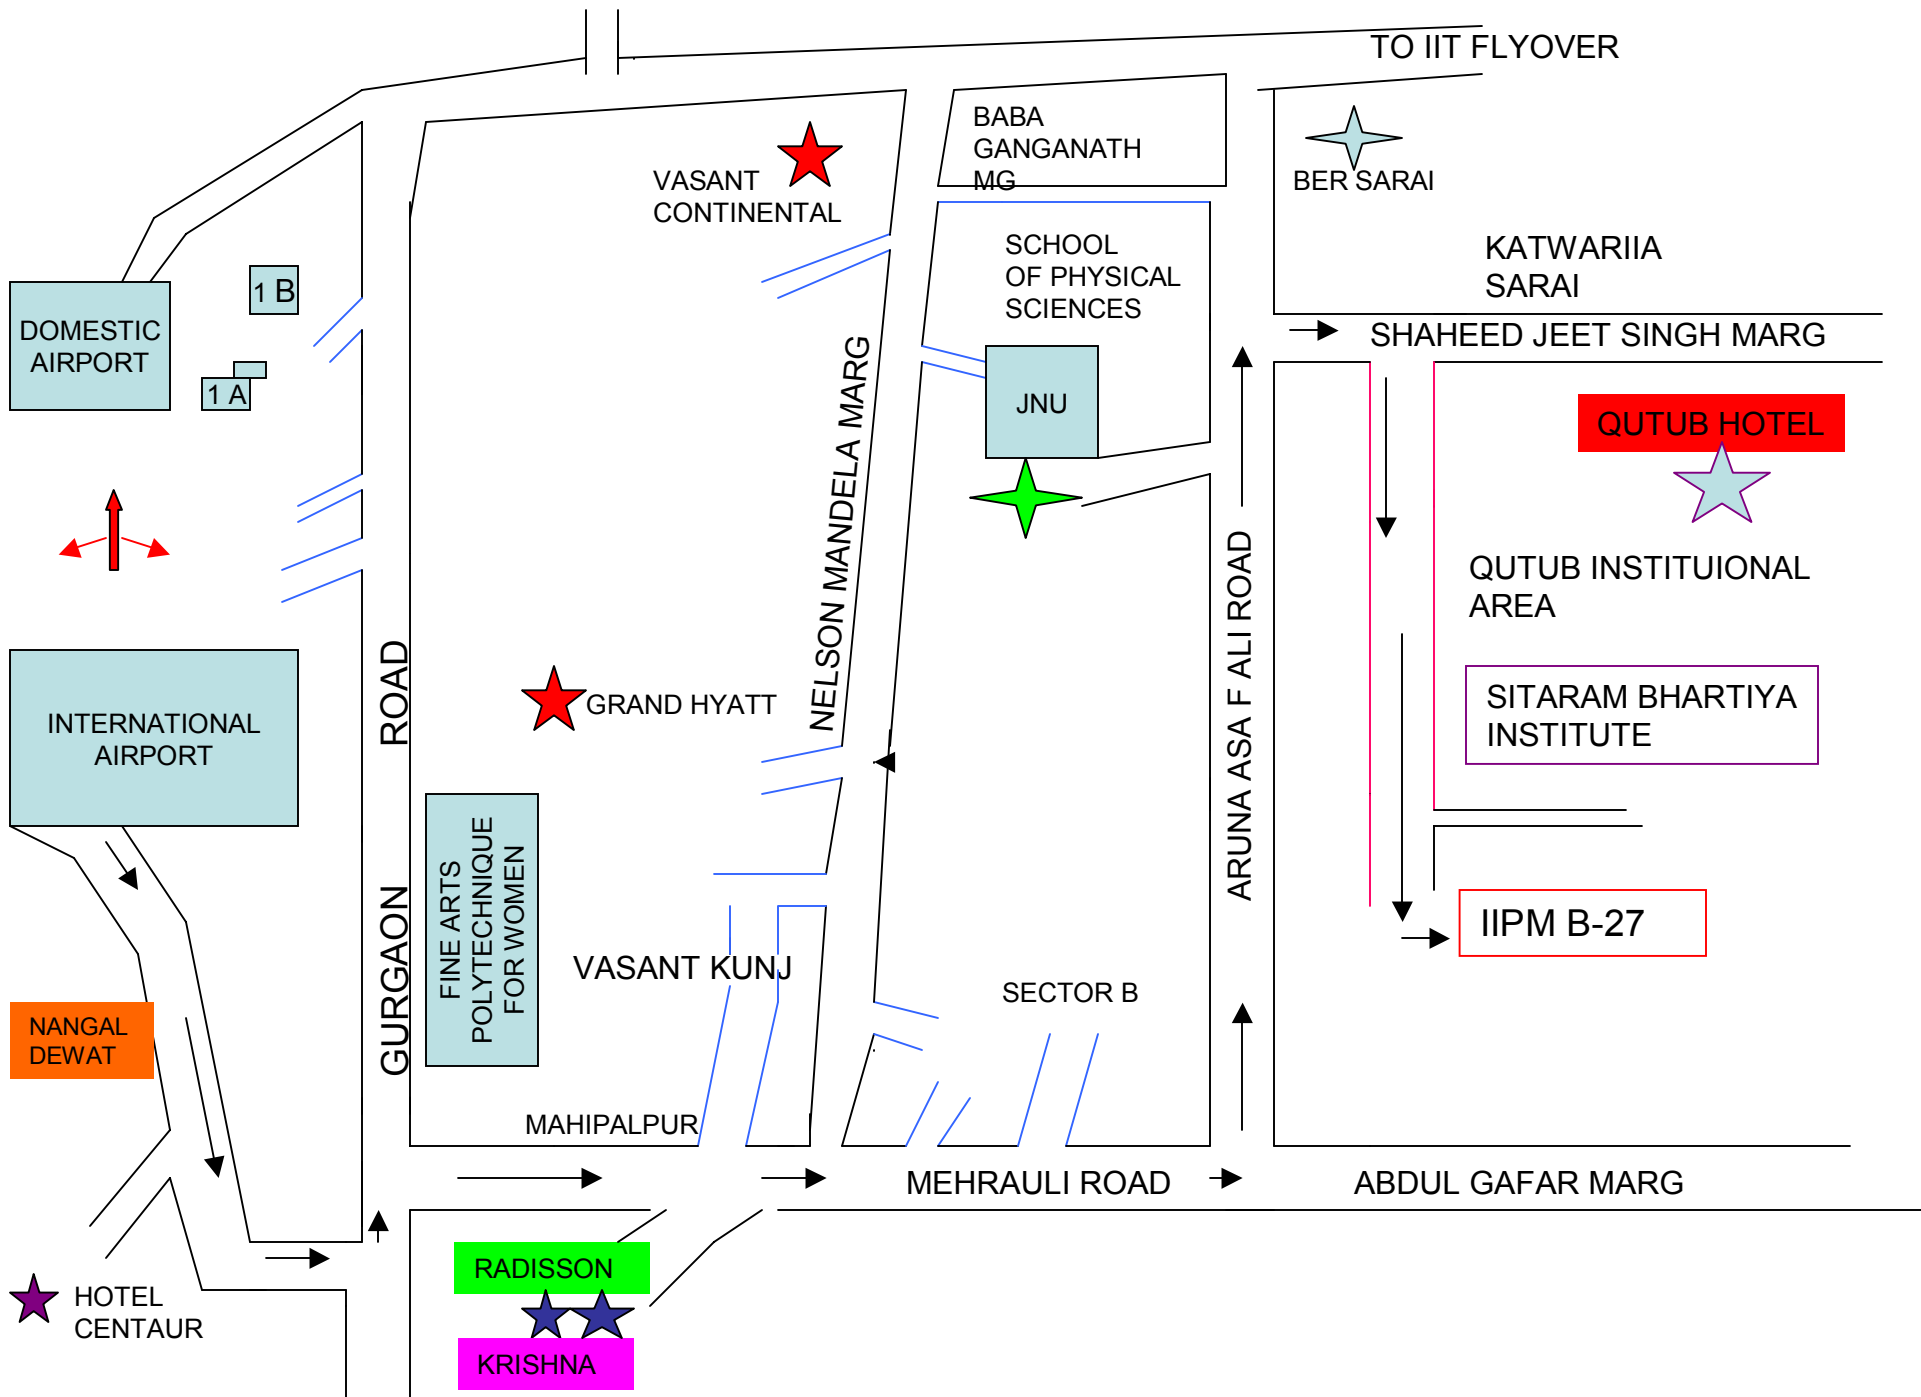 TO IIT FLYOVER
BABA
GANGANATH
MG
VASANT
CONTINENTAL
BER SARAI
SCHOOL
OF PHYSICAL
SCIENCES
KATWARIIA
SARAI
1 B
DOMESTIC
AIRPORT
1 A
SHAHEED JEET SINGH MARG
JNU
QUTUB HOTEL
NELSON MANDELA MARG
ARUNA ASA F ALI ROAD
QUTUB INSTITUIONAL
AREA
GURGAON ROAD
GRAND HYATT
INTERNATIONAL
AIRPORT
SITARAM BHARTIYA
INSTITUTE
FINE ARTS
POLYTECHNIQUE
FOR WOMEN
IIPM B-27
VASANT KUNJ
SECTOR B
NANGAL
DEWAT
MAHIPALPUR
MEHRAULI ROAD
ABDUL GAFAR MARG
RADISSON
HOTEL
CENTAUR
KRISHNA